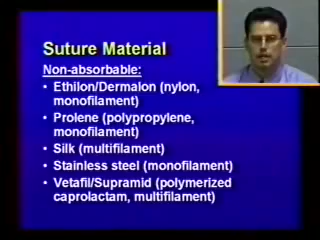 Suture Material
Non-absorbable:
• Ethilon/Dermalon (nylon,
monofilament)
• Prolene (polypropylene,
monofilament)
• Silk (multifilament)
• Stainless steel (monofilament)
• Vetafil/Supramid (polymerized
caprolactam, multifilament)